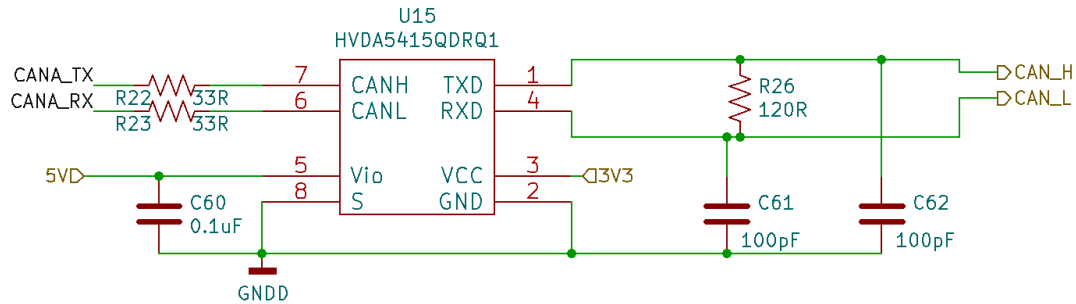 U15
HVDA5415QDRQ1
CANA_TX
R22 33R
CANA_RX
R23 33R
7 CANH TXD 1
6 CANL RXD 4
R26
120R
CAN_H
CAN_L
5V
5 Vio VCC 3
3V3
8 S GND 2
C60
0.1uF
C61
100pF
C62
100pF
GNDD